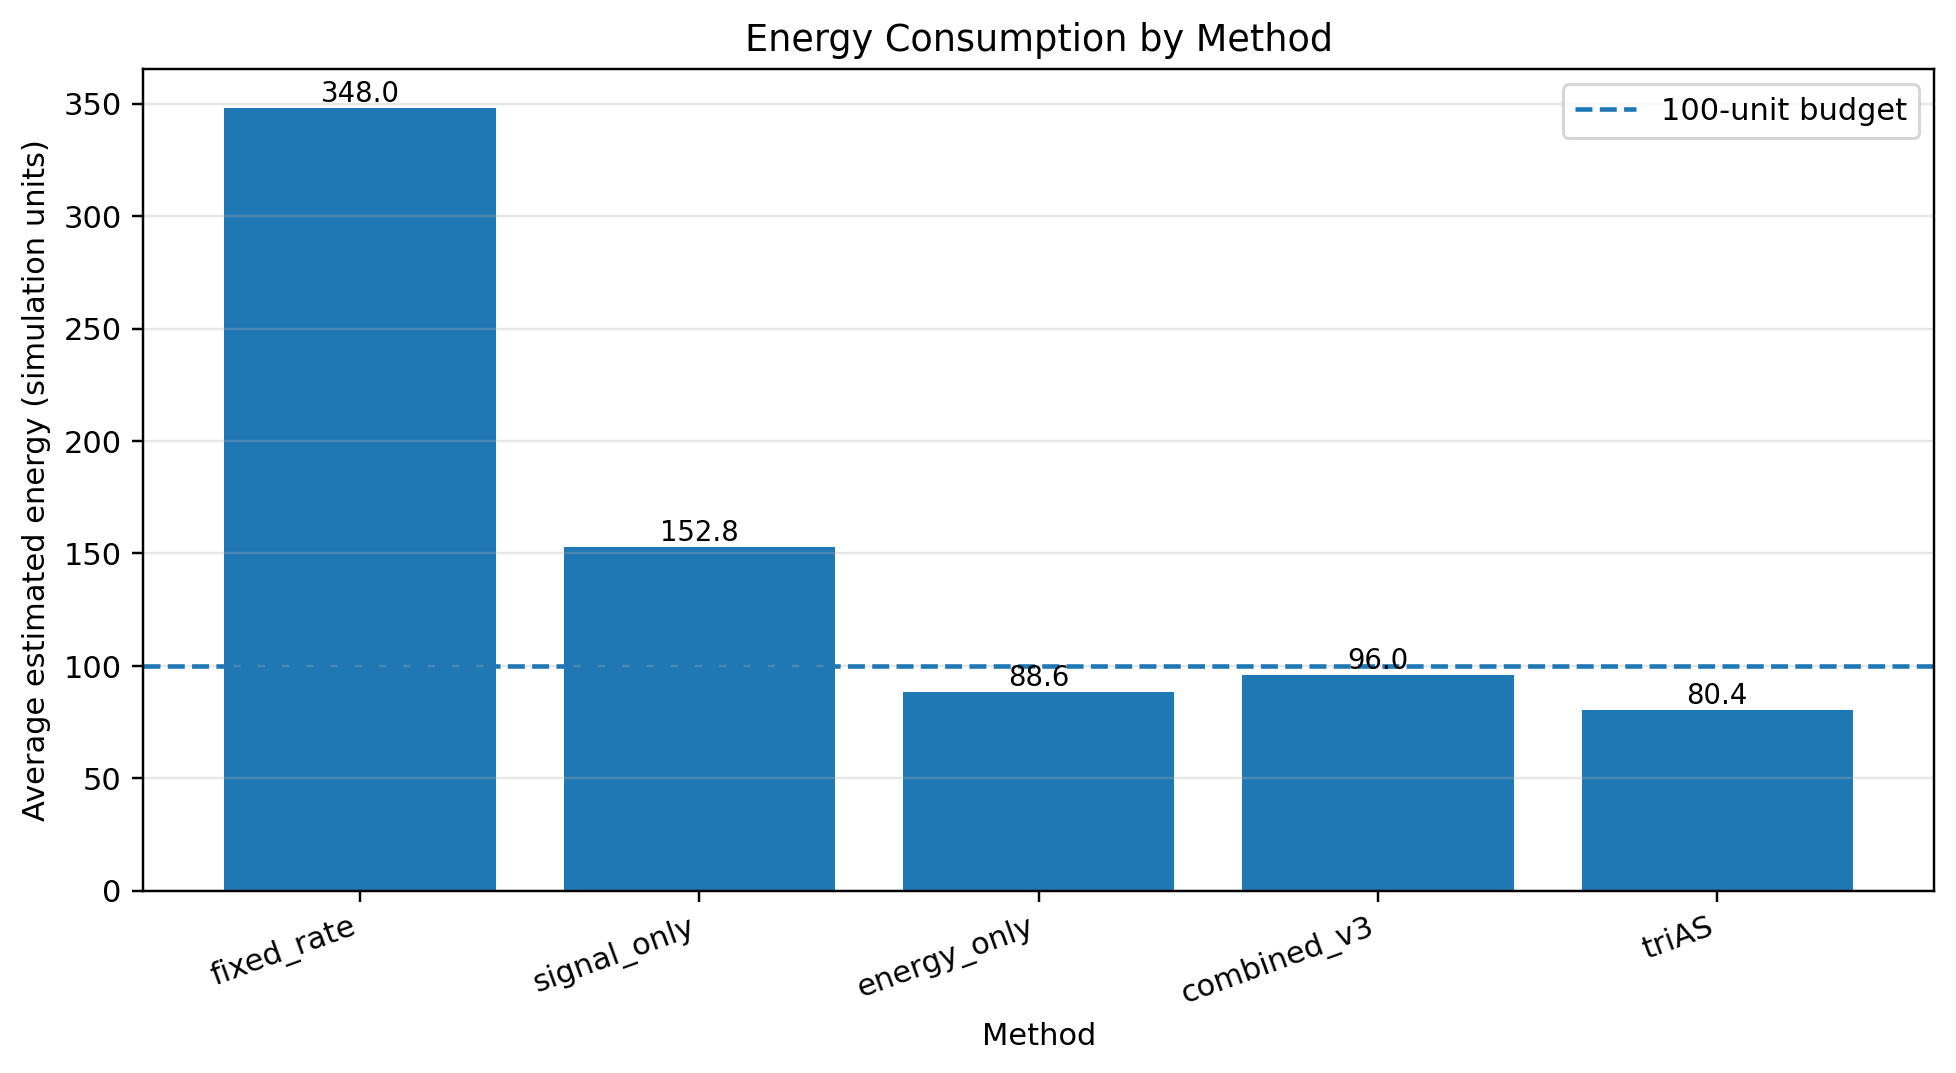 Energy Consumption by Method
100-unit budget
Average estimated energy (simulation units)
350
300
250
200
150
100
50
0
348.0
152.8
88.6
96.0
80.4
fixed_rate
signal_only
energy_only
combined_v3
triAS
Method